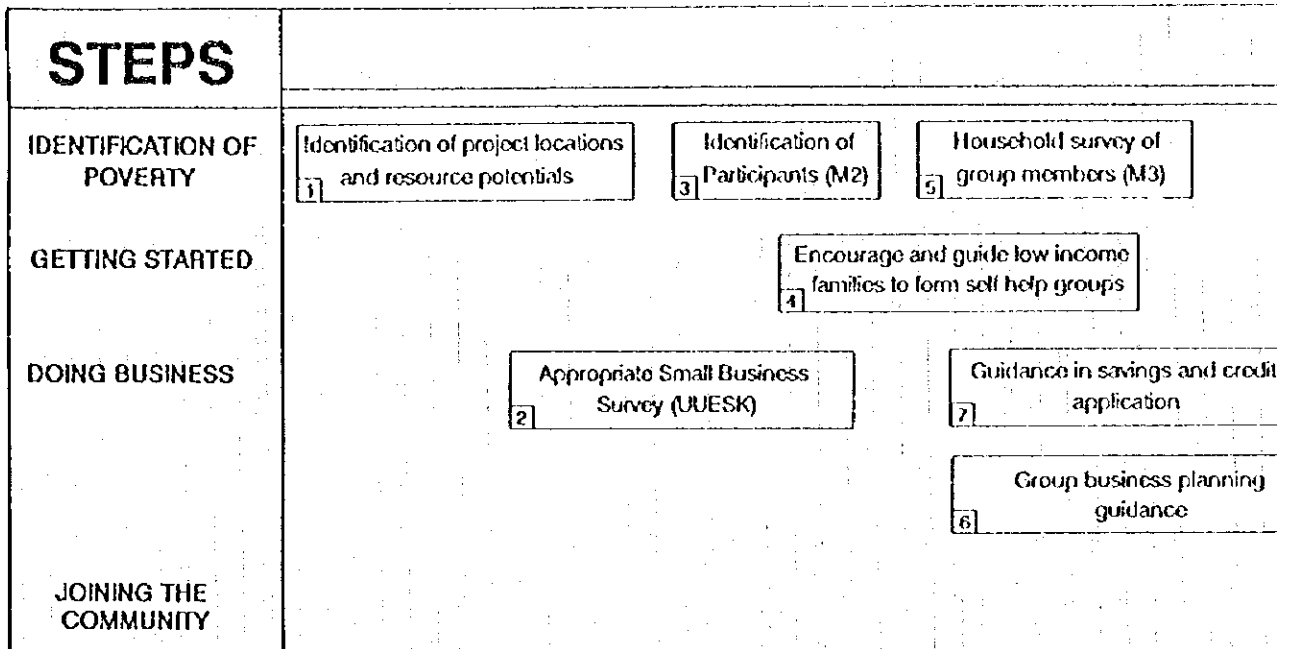 STEPS
IDENTIFICATION OF
POVERTY
Identification of project locations
and resource potentials
1
Identification of
Participants (M2)
3
Household survey of
group members (M3)
5
GETTING STARTED
Encourage and guide low income
families to form self help groups
4
DOING BUSINESS
Appropriate Small Business
Survey (UUESK)
2
Guidance in savings and credit
application
7
Group business planning
guidance
6
JOINING THE
COMMUNITY